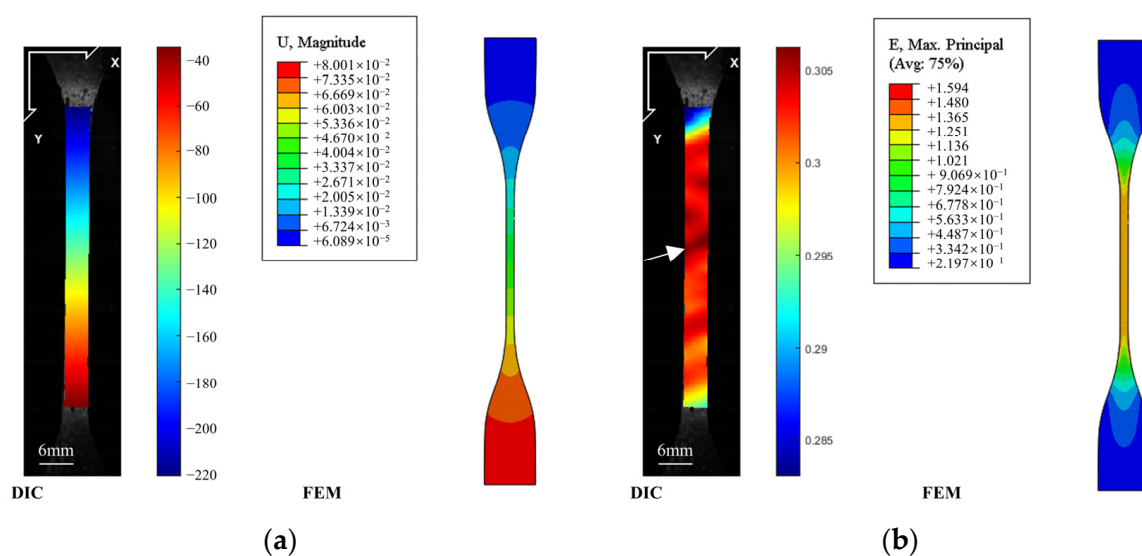 X
Y
6mm
−40
−60
−80
−100
−120
−140
−160
−180
−200
−220
U, Magnitude
+8.001×10⁻²
+7.335×10⁻²
+6.669×10⁻²
+6.003×10⁻²
+5.336×10⁻²
+4.670×10⁻²
+4.004×10⁻²
+3.337×10⁻²
+2.671×10⁻²
+2.005×10⁻²
+1.339×10⁻²
+6.724×10⁻³
+6.089×10⁻⁵
DIC
FEM
(a)
X
Y
6mm
0.305
0.3
0.295
0.29
0.285
E, Max. Principal
(Avg: 75%)
+1.594
+1.480
+1.365
+1.251
+1.136
+1.021
+ 9.069×10⁻¹
+7.924×10⁻¹
+6.778×10⁻¹
+5.633×10⁻¹
+4.487×10⁻¹
+3.342×10⁻¹
+2.197×10⁻¹
DIC
FEM
(b)